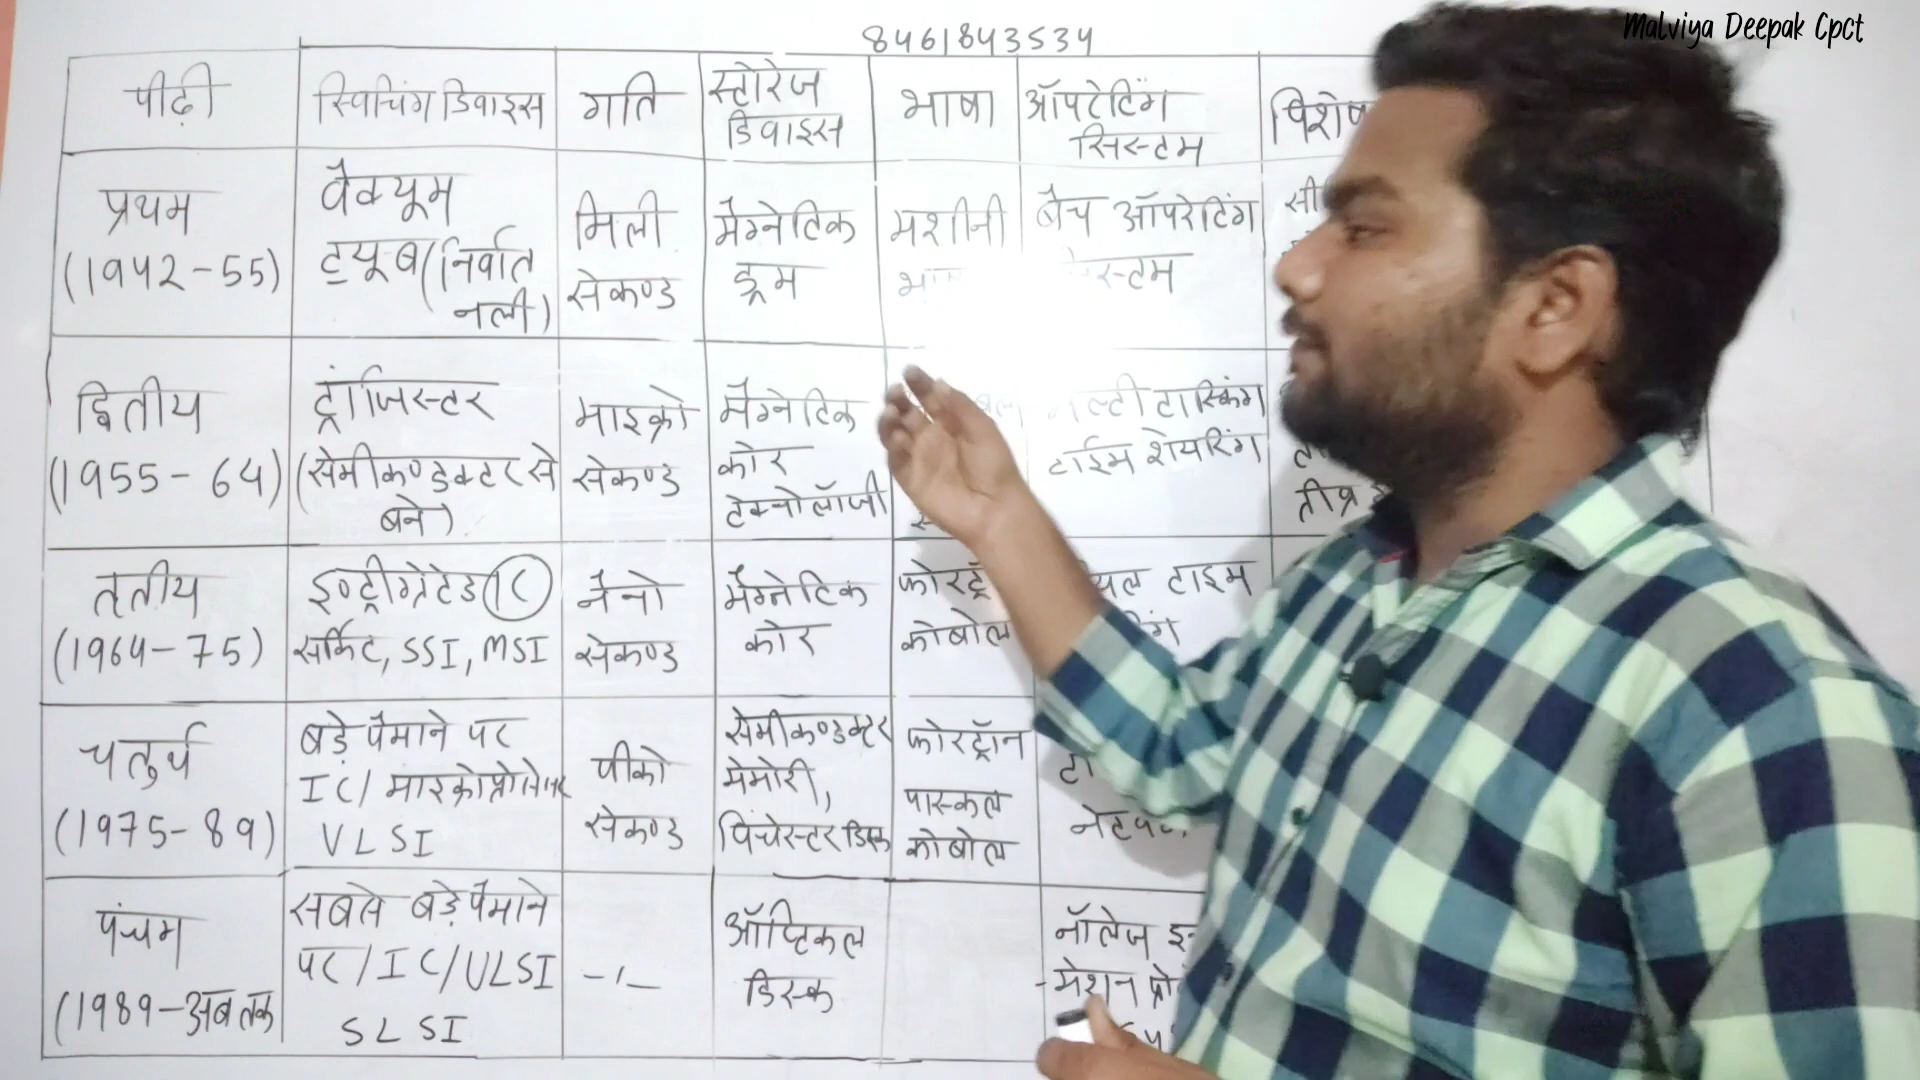 Malviya Deepak Cpct
8461843534
पीढ़ी
स्विचिंग डिवाइस
गति
स्टोरेज
डिवाइस
भाषा
ऑपरेटिंग
सिस्टम
प्रथम
(1942-55)
वैक्यूम
ट्यूब (निर्वात
नली)
मिली
सेकण्ड
मैग्नेटिक
ड्रम
मशीनी
बैच ऑपरेटिंग
द्वितीय
(1955-64)
ट्रांजिस्टर
(सेमीकण्डक्टर से
बने)
माइक्रो
सेकण्ड
मैग्नेटिक
कोर
टेक्नोलॉजी
टास्किंग
टाईम शेयरिंग
तीव्र
तृतीय
(1964-75)
इण्ट्रीग्रेटेड IC
सर्किट, SSI, MSI
नैनो
सेकण्ड
मैग्नेटिक
कोर
कोबोल
टाइम
चतुर्थ
(1975-89)
बड़े पैमाने पर
IC/माइक्रोप्रोसेसर
VLSI
पीको
सेकण्ड
सेमीकण्डक्टर
मेमोरी,
विंचेस्टर डिस्क
फोरट्रॉन
पास्कल
कोबोल
पंचम
(1989-अब तक
सबसे बड़े पैमाने
पर/IC/ULSI
SLSI
-1-
ऑप्टिकल
डिस्क
नॉलेज